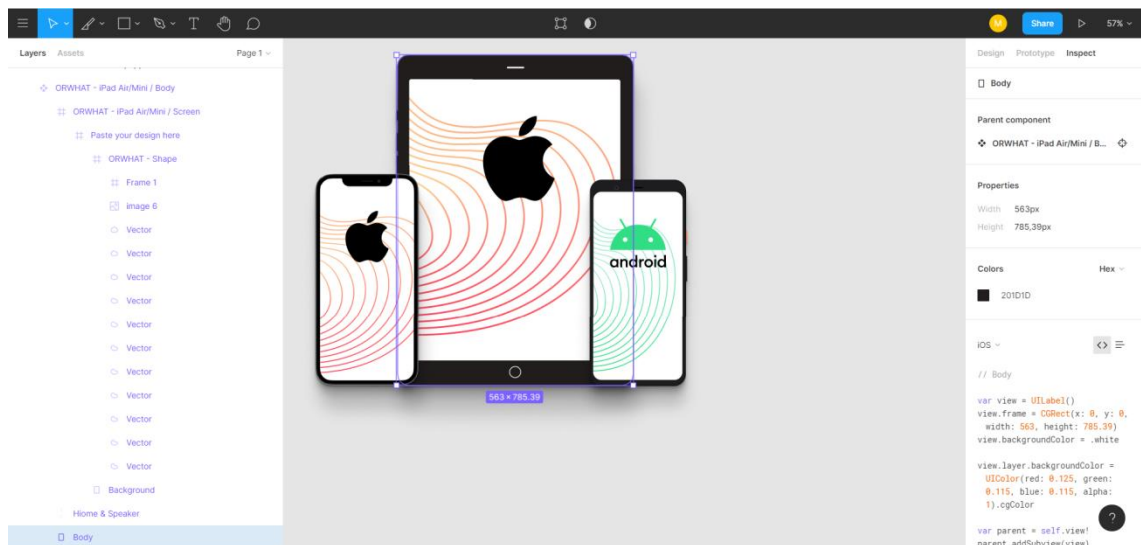 M
Share
57%
Layers Assets Page 1
Design Prototype Inspect
ORWHAT - iPad Air/Mini / Body
ORWHAT - iPad Air/Mini / Screen
Paste your design here
ORWHAT - Shape
Frame 1
image 6
Vector
Vector
Vector
Vector
Vector
Vector
Vector
Vector
Vector
Vector
Vector
Background
Hiome & Speaker
Body
android
563 × 785.39
Body
Parent component
ORWHAT - iPad Air/Mini / B...
Properties
Width 563px
Height 785,39px
Colors Hex
201D1D
iOS
// Body
var view = UILabel()
view.frame = CGRect(x: 0, y: 0,
width: 563, height: 785.39)
view.backgroundColor = .white
view.layer.backgroundColor =
UIColor(red: 0.125, green:
0.115, blue: 0.115, alpha:
1).cgColor
var parent = self.view!
parent.addSubview(view)
?